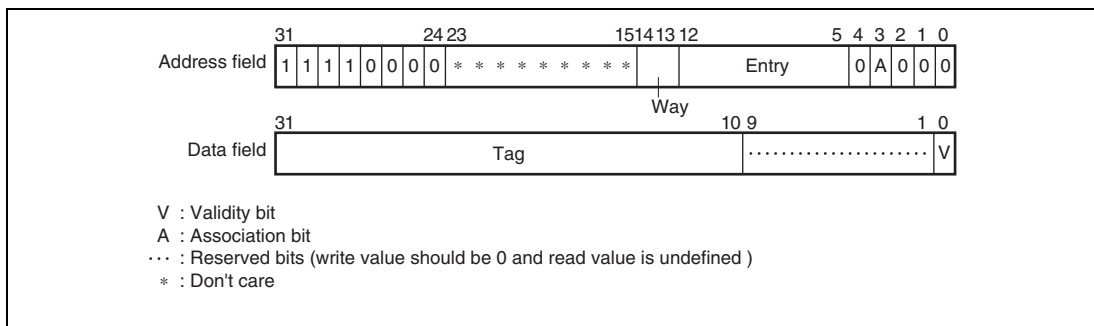 31 24 23 15 14 13 12 5 4 3 2 1 0
Address field 1 1 1 1 0 0 0 0 * * * * * * * * * Entry 0 A 0 0 0
Way
31 10 9 1 0
Data field Tag ...................... V
V : Validity bit
A : Association bit
··· : Reserved bits (write value should be 0 and read value is undefined )
* : Don't care